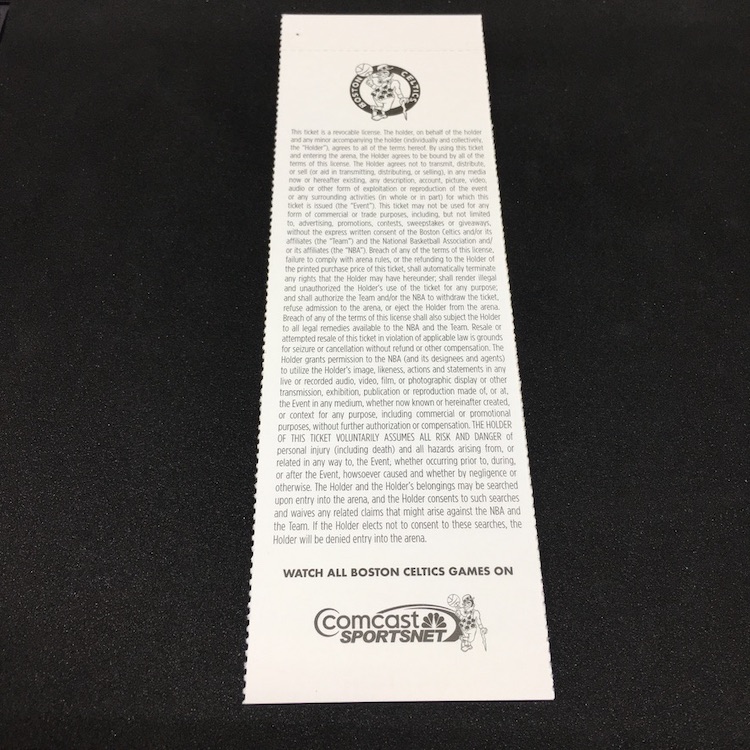 BOSTON CELTICS
This ticket is a revocable license. The holder, on behalf of the holder
and any minor accompanying the holder (individually and collectively,
the "Holder"), agrees to all of the terms hereof. By using this ticket
and entering the arena, the Holder agrees to be bound by all of the
terms of this license. The Holder agrees not to transmit, distribute,
or sell (or aid in transmitting, distributing, or selling), in any media
now or hereafter existing, any description, account, picture, video,
audio or other form of exploitation or reproduction of the event
or any surrounding activities (in whole or in part) for which this
ticket is issued (the "Event"). This ticket may not be used for any
form of commercial or trade purposes, including, but not limited
to, advertising, promotions, contests, sweepstakes or giveaways,
without the express written consent of the Boston Celtics and/or its
affiliates (the "Team") and the National Basketball Association and/
or its affiliates (the "NBA"). Breach of any of the terms of this license,
failure to comply with arena rules, or the refunding to the Holder of
the printed purchase price of this ticket, shall automatically terminate
any rights that the Holder may have hereunder; shall render illegal
and unauthorized the Holder's use of the ticket for any purpose;
and shall authorize the Team and/or the NBA to withdraw the ticket,
refuse admission to the arena, or eject the Holder from the arena.
Breach of any of the terms of this license shall also subject the Holder
to all legal remedies available to the NBA and the Team. Resale or
attempted resale of this ticket in violation of applicable law is grounds
for seizure or cancellation without refund or other compensation. The
Holder grants permission to the NBA (and its designees and agents)
to utilize the Holder's image, likeness, actions and statements in any
live or recorded audio, video, film, or photographic display or other
transmission, exhibition, publication or reproduction made of, or at,
the Event in any medium, whether now known or hereinafter created,
or context for any purpose, including commercial or promotional
purposes, without further authorization or compensation. THE HOLDER
OF THIS TICKET VOLUNTARILY ASSUMES ALL RISK AND DANGER of
personal injury (including death) and all hazards arising from, or
related in any way to, the Event, whether occurring prior to, during,
or after the Event, howsoever caused and whether by negligence or
otherwise. The Holder and the Holder's belongings may be searched
upon entry into the arena, and the Holder consents to such searches
and waives any related claims that might arise against the NBA and
the Team. If the Holder elects not to consent to these searches, the
Holder will be denied entry into the arena.
WATCH ALL BOSTON CELTICS GAMES ON
comcast
SPORTSNET